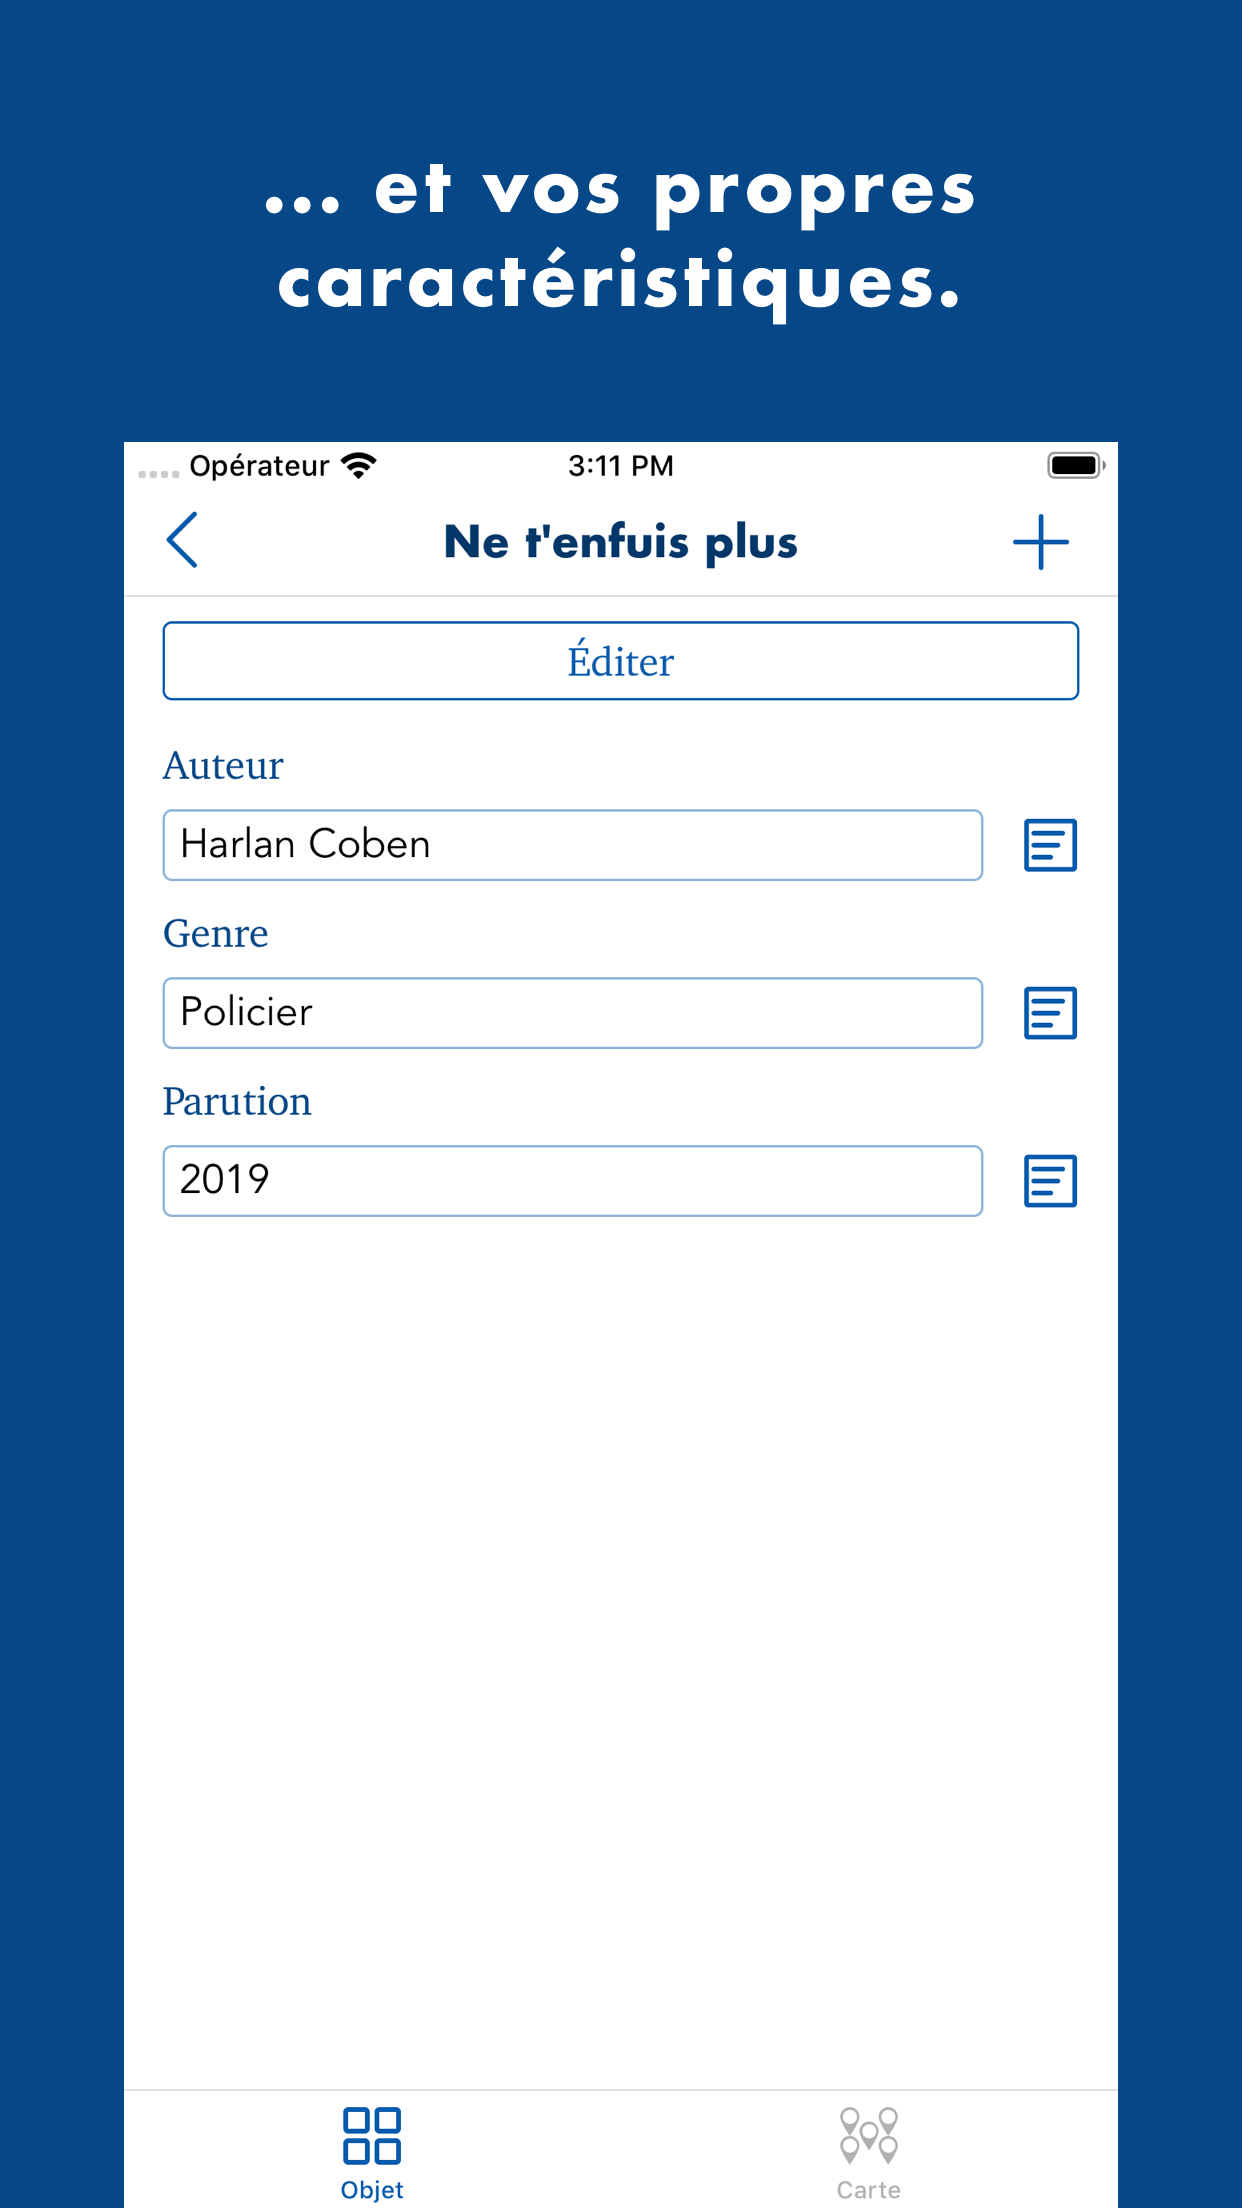 ... et vos propres
caractéristiques.
Opérateur 3:11 PM
Ne t'enfuis plus
Éditer
Auteur
Harlan Coben
Genre
Policier
Parution
2019
Objet Carte